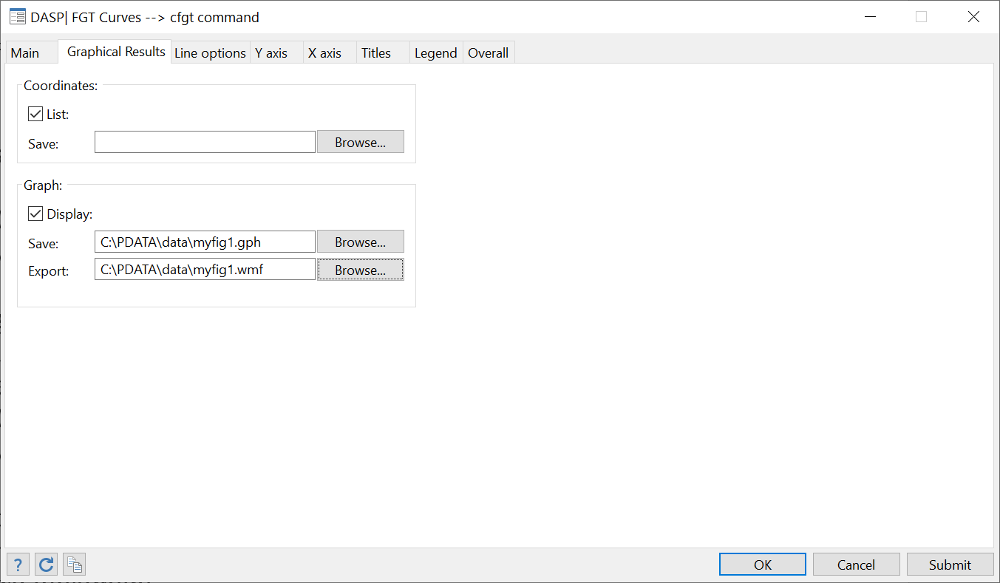 DASP| FGT Curves --> cfgt command
Main Graphical Results Line options Y axis X axis Titles Legend Overall
Coordinates:
List:
Save: Browse...
Graph:
Display:
Save: C:\PDATA\data\myfig1.gph Browse...
Export: C:\PDATA\data\myfig1.wmf Browse...
? OK Cancel Submit